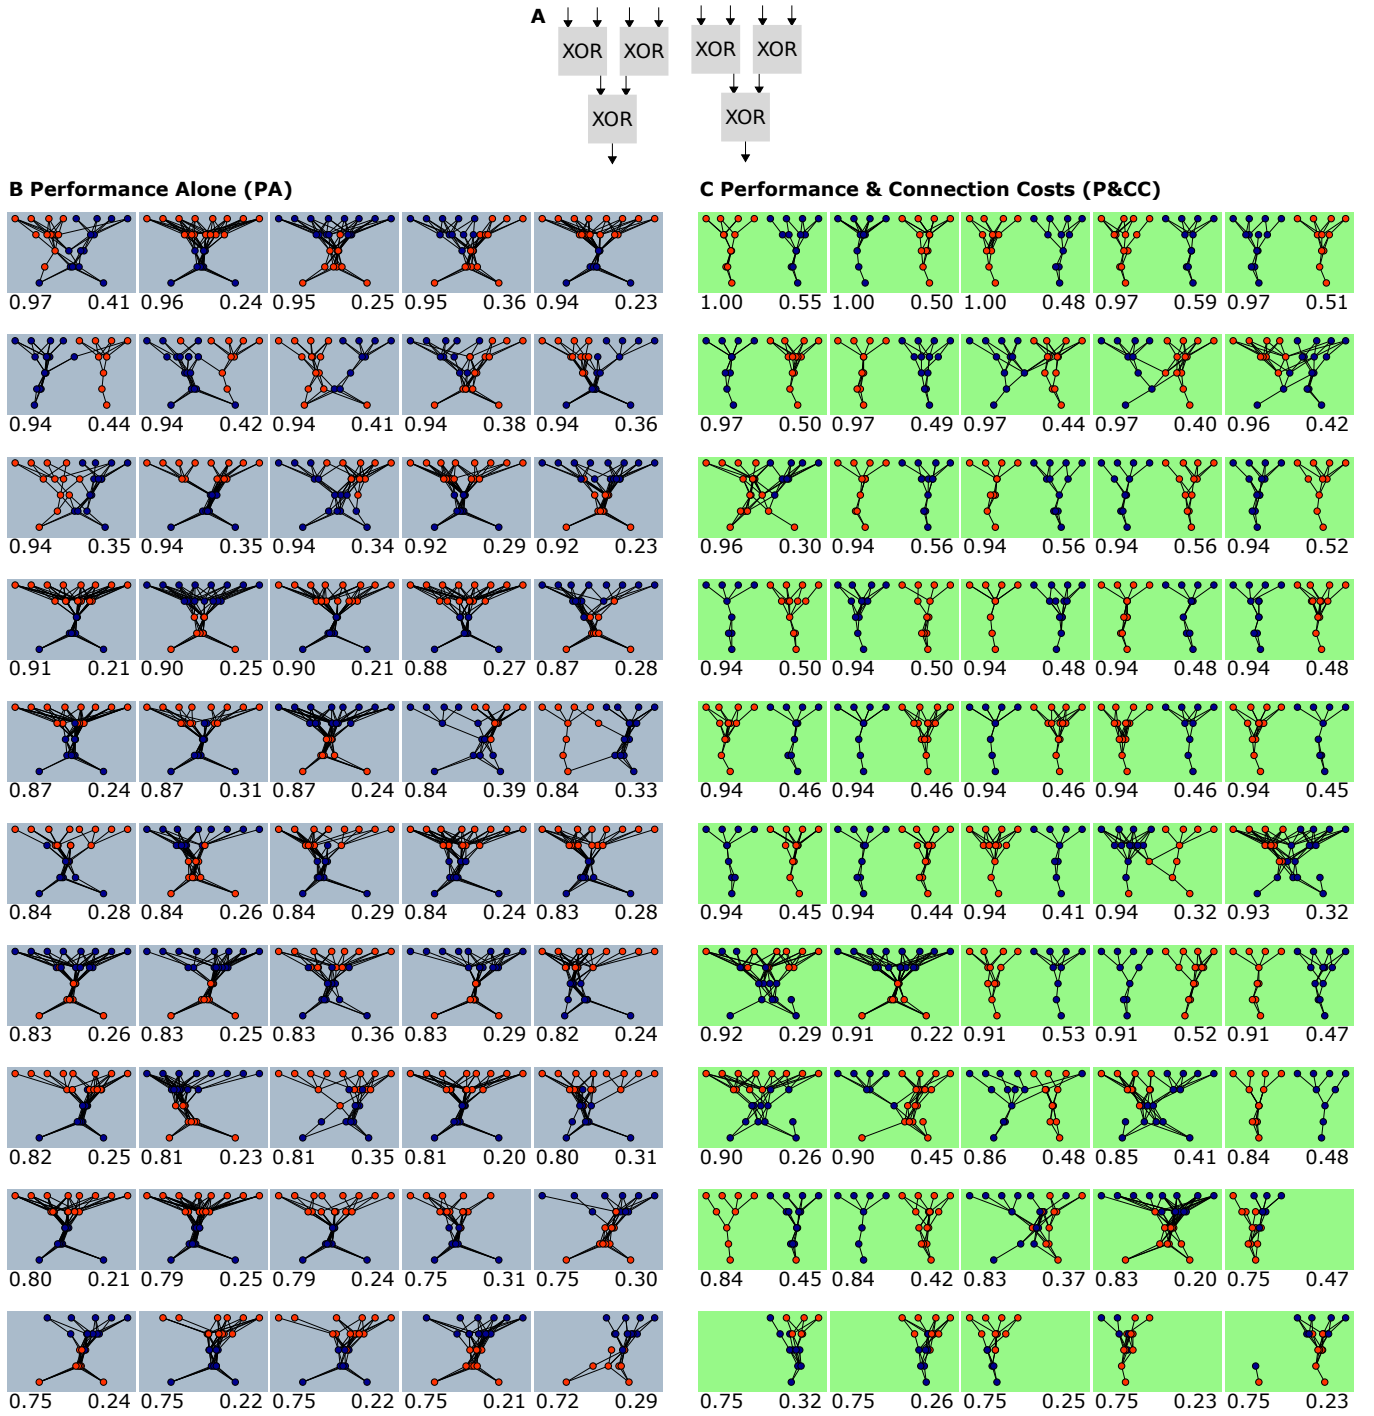 A
XOR XOR XOR XOR
XOR XOR
B Performance Alone (PA) C Performance & Connection Costs (P&CC)
0.97 0.41 0.96 0.24 0.95 0.25 0.95 0.36 0.94 0.23 1.00 0.55 1.00 0.50 1.00 0.48 0.97 0.59 0.97 0.51
0.94 0.44 0.94 0.42 0.94 0.41 0.94 0.38 0.94 0.36 0.97 0.50 0.97 0.49 0.97 0.44 0.97 0.40 0.96 0.42
0.94 0.35 0.94 0.35 0.94 0.34 0.92 0.29 0.92 0.23 0.96 0.30 0.94 0.56 0.94 0.56 0.94 0.56 0.94 0.52
0.91 0.21 0.90 0.25 0.90 0.21 0.88 0.27 0.87 0.28 0.94 0.50 0.94 0.50 0.94 0.48 0.94 0.48 0.94 0.48
0.87 0.24 0.87 0.31 0.87 0.24 0.84 0.39 0.84 0.33 0.94 0.46 0.94 0.46 0.94 0.46 0.94 0.46 0.94 0.45
0.84 0.28 0.84 0.26 0.84 0.29 0.84 0.24 0.83 0.28 0.94 0.45 0.94 0.44 0.94 0.41 0.94 0.32 0.93 0.32
0.83 0.26 0.83 0.25 0.83 0.36 0.83 0.29 0.82 0.24 0.92 0.29 0.91 0.22 0.91 0.53 0.91 0.52 0.91 0.47
0.82 0.25 0.81 0.23 0.81 0.35 0.81 0.20 0.80 0.31 0.90 0.26 0.90 0.45 0.86 0.48 0.85 0.41 0.84 0.48
0.80 0.21 0.79 0.25 0.79 0.24 0.75 0.31 0.75 0.30 0.84 0.45 0.84 0.42 0.83 0.37 0.83 0.20 0.75 0.47
0.75 0.24 0.75 0.22 0.75 0.22 0.75 0.21 0.72 0.29 0.75 0.32 0.75 0.26 0.75 0.25 0.75 0.23 0.75 0.23